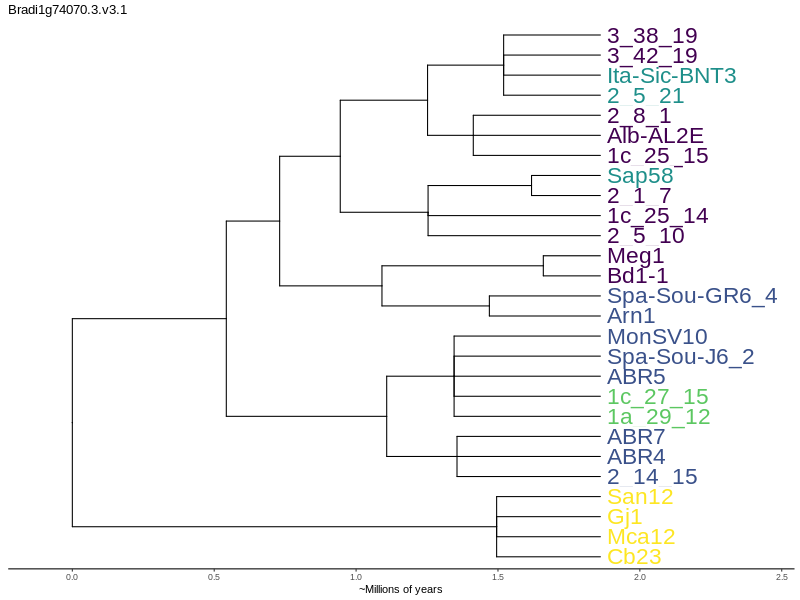 Bradi1g74070.3.v3.1
3_38_19
3_42_19
Ita-Sic-BNT3
2_5_21
2_8_1
Alb-AL2E
1c_25_15
Sap58
2_1_7
1c_25_14
2_5_10
Meg1
Bd1-1
Spa-Sou-GR6_4
Arn1
MonSV10
Spa-Sou-J6_2
ABR5
1c_27_15
1a_29_12
ABR7
ABR4
2_14_15
San12
Gj1
Mca12
Cb23
0.0 0.5 1.0 1.5 2.0 2.5
~Millions of years